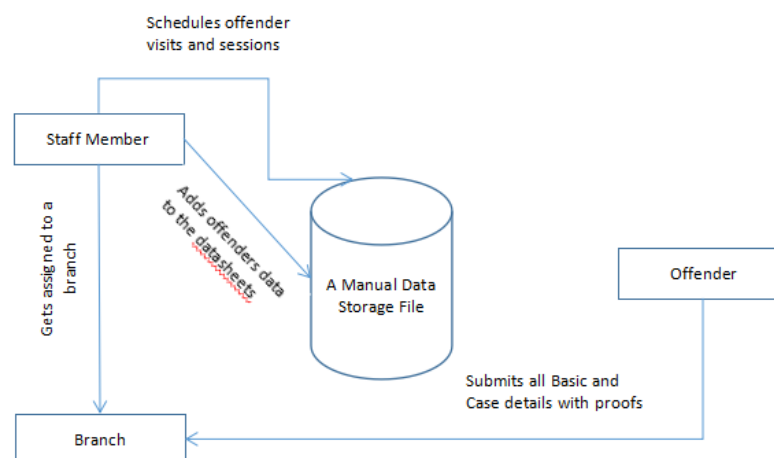 Schedules offender
visits and sessions
Staff Member
Adds offenders data
to the datasheets
Gets assigned to a
branch
A Manual Data
Storage File
Offender
Submits all Basic and
Case details with proofs
Branch